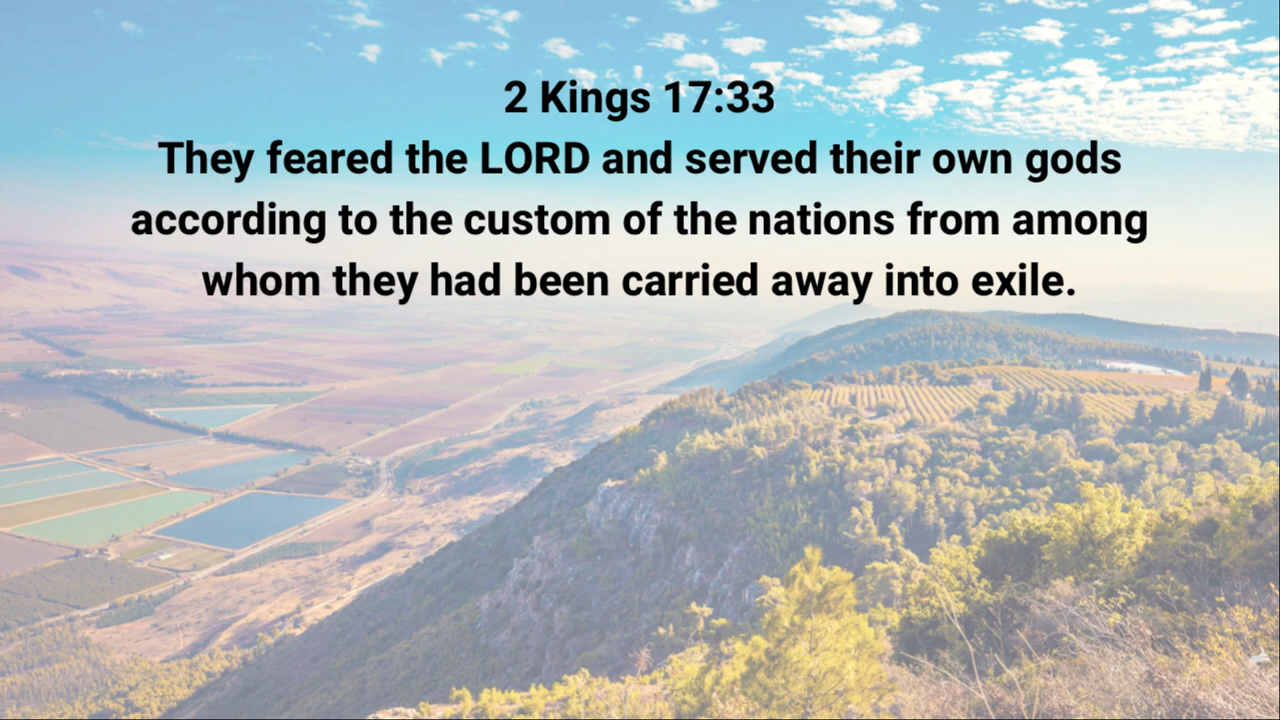 2 Kings 17:33
They feared the LORD and served their own gods
according to the custom of the nations from among
whom they had been carried away into exile.